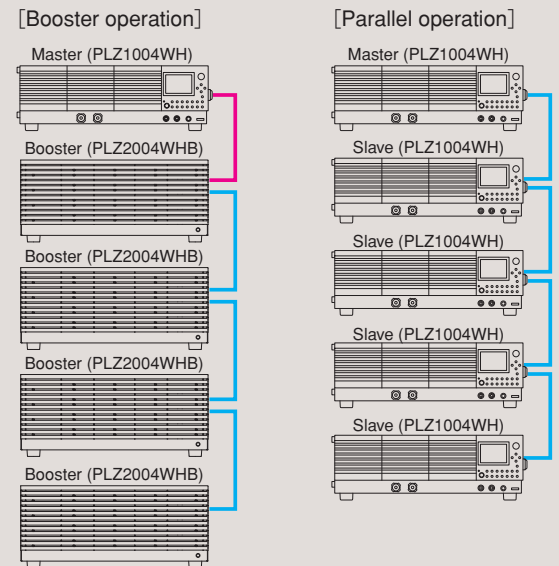 [Booster operation]
Master (PLZ1004WH)
Booster (PLZ2004WHB)
Booster (PLZ2004WHB)
Booster (PLZ2004WHB)
Booster (PLZ2004WHB)
[Parallel operation]
Master (PLZ1004WH)
Slave (PLZ1004WH)
Slave (PLZ1004WH)
Slave (PLZ1004WH)
Slave (PLZ1004WH)